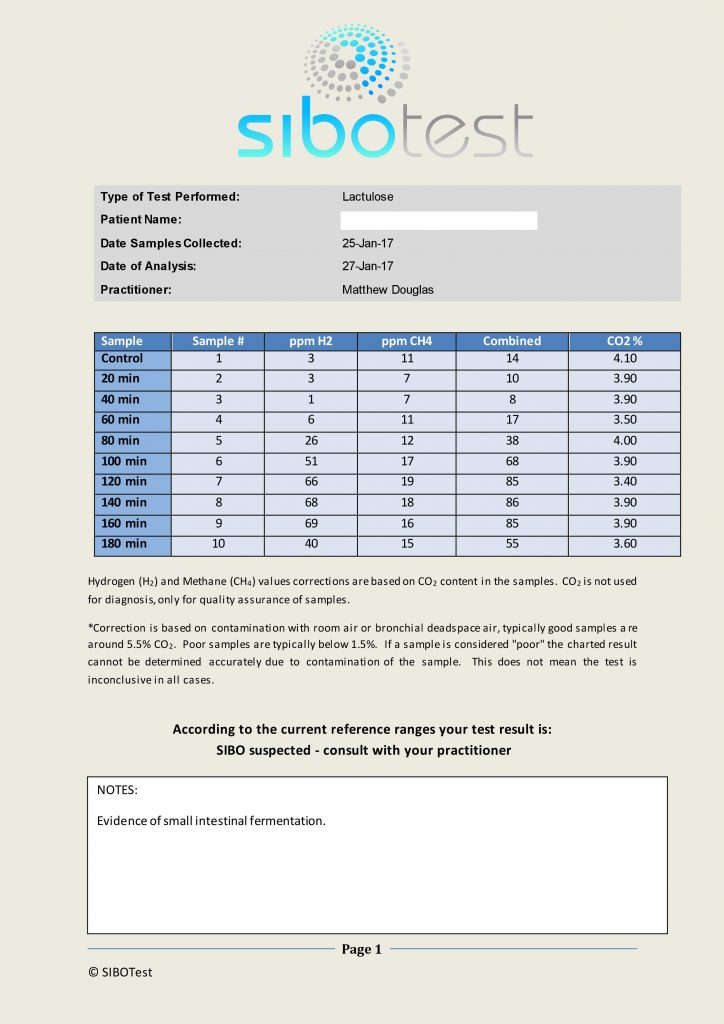 sibotest
Type of Test Performed: Lactulose
Patient Name:
Date Samples Collected: 25-Jan-17
Date of Analysis: 27-Jan-17
Practitioner: Matthew Douglas
Sample Sample # ppm H2 ppm CH4 Combined CO2 %
Control 1 3 11 14 4.10
20 min 2 3 7 10 3.90
40 min 3 1 7 8 3.90
60 min 4 6 11 17 3.50
80 min 5 26 12 38 4.00
100 min 6 51 17 68 3.90
120 min 7 66 19 85 3.40
140 min 8 68 18 86 3.90
160 min 9 69 16 85 3.90
180 min 10 40 15 55 3.60
Hydrogen (H₂) and Methane (CH₄) values corrections are based on CO₂ content in the samples. CO₂ is not used
for diagnosis, only for quality assurance of samples.
*Correction is based on contamination with room air or bronchial deadspace air, typically good samples are
around 5.5% CO₂. Poor samples are typically below 1.5%. If a sample is considered "poor" the charted result
cannot be determined accurately due to contamination of the sample. This does not mean the test is
inconclusive in all cases.
According to the current reference ranges your test result is:
SIBO suspected - consult with your practitioner
NOTES:
Evidence of small intestinal fermentation.
Page 1
© SIBOTest